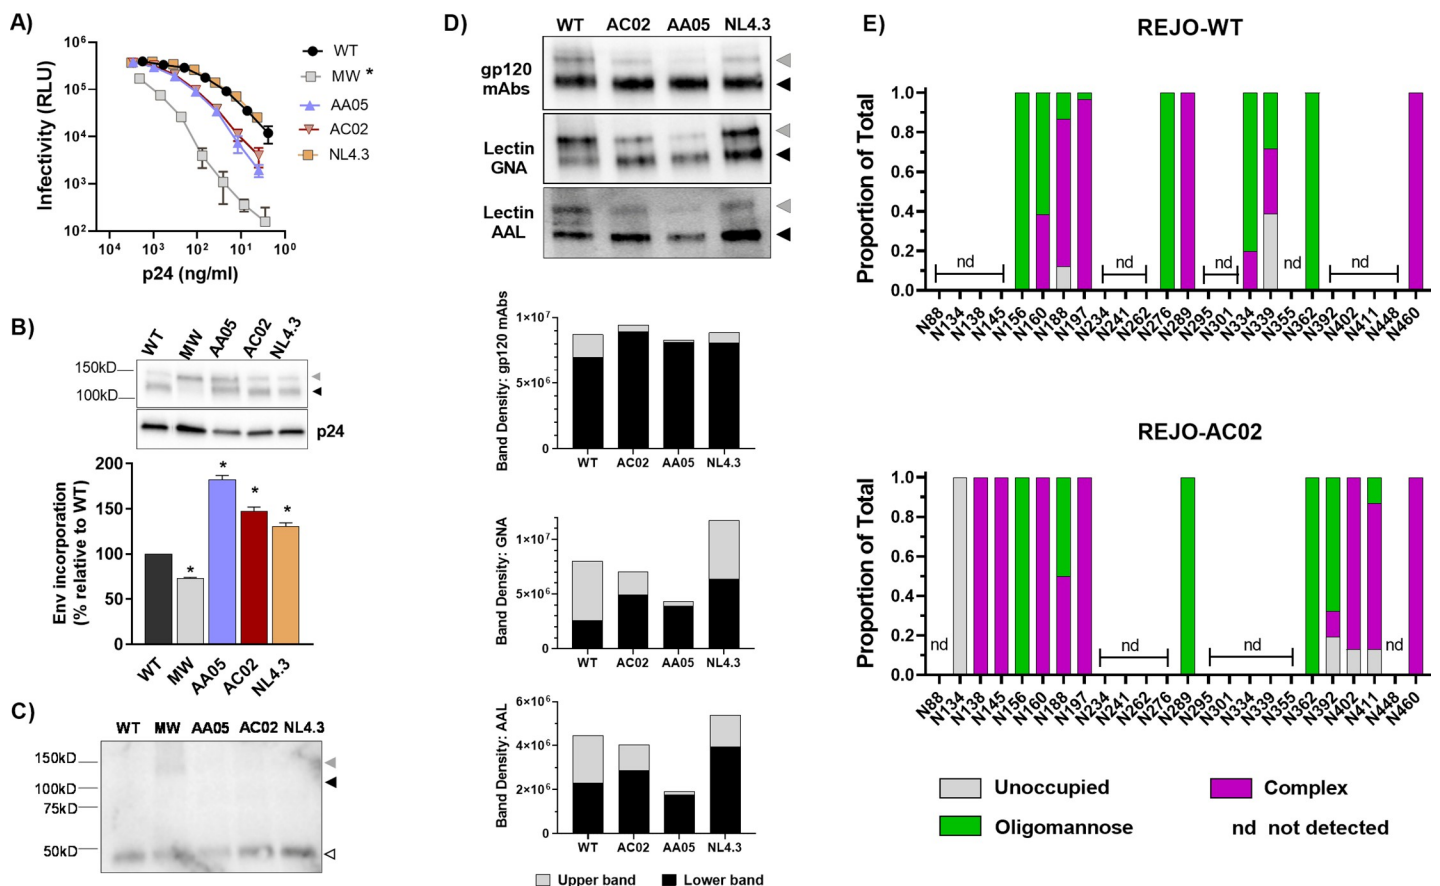 A)
Infectivity (RLU)
10⁶
10⁵
10⁴
10³
10²
10⁴ 10³ 10² 10¹ 10⁰
p24 (ng/ml)
WT
MW *
AA05
AC02
NL4.3
B)
WT MW AA05 AC02 NL4.3
150kD
100kD
p24
Env incorporation
(% relative to WT)
200
150
100
50
0
* * * *
WT MW AA05 AC02 NL4.3
C)
WT MW AA05 AC02 NL4.3
150kD
100kD
75kD
50kD
D)
WT AC02 AA05 NL4.3
gp120
mAbs
Lectin
GNA
Lectin
AAL
Band Density: gp120 mAbs
1×10⁷
5×10⁶
0
WT AC02 AA05 NL4.3
Band Density: GNA
1×10⁷
5×10⁶
0
WT AC02 AA05 NL4.3
Band Density: AAL
6×10⁶
4×10⁶
2×10⁶
0
WT AC02 AA05 NL4.3
Upper band Lower band
E)
REJO-WT
Proportion of Total
1.0
0.8
0.6
0.4
0.2
0.0
nd nd nd nd nd
N88 N134 N138 N145 N156 N160 N188 N197 N234 N241 N262 N276 N289 N295 N301 N334 N339 N355 N362 N392 N402 N411 N448 N460
REJO-AC02
Proportion of Total
1.0
0.8
0.6
0.4
0.2
0.0
nd nd nd nd
N88 N134 N138 N145 N156 N160 N188 N197 N234 N241 N262 N276 N289 N295 N301 N334 N339 N355 N362 N392 N402 N411 N448 N460
Unoccupied Complex
Oligomannose nd not detected